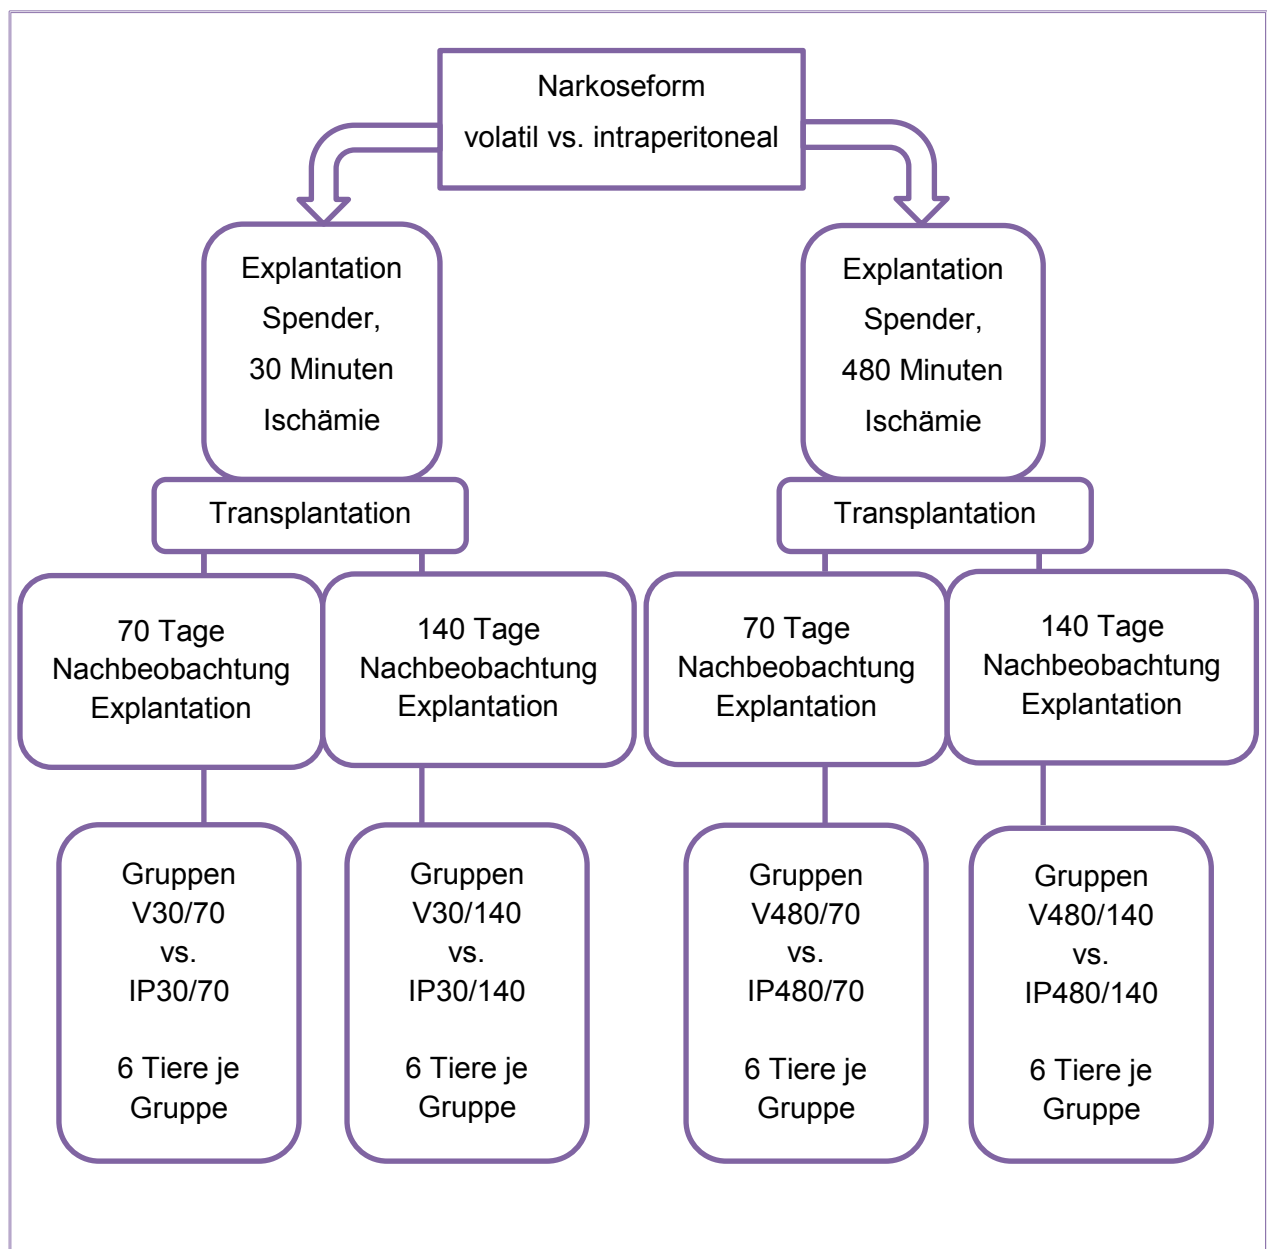 Narkoseform
volatil vs. intraperitoneal
Explantation
Spender,
30 Minuten
Ischämie
Explantation
Spender,
480 Minuten
Ischämie
Transplantation
Transplantation
70 Tage
Nachbeobachtung
Explantation
140 Tage
Nachbeobachtung
Explantation
70 Tage
Nachbeobachtung
Explantation
140 Tage
Nachbeobachtung
Explantation
Gruppen
V30/70
vs.
IP30/70
6 Tiere je
Gruppe
Gruppen
V30/140
vs.
IP30/140
6 Tiere je
Gruppe
Gruppen
V480/70
vs.
IP480/70
6 Tiere je
Gruppe
Gruppen
V480/140
vs.
IP480/140
6 Tiere je
Gruppe